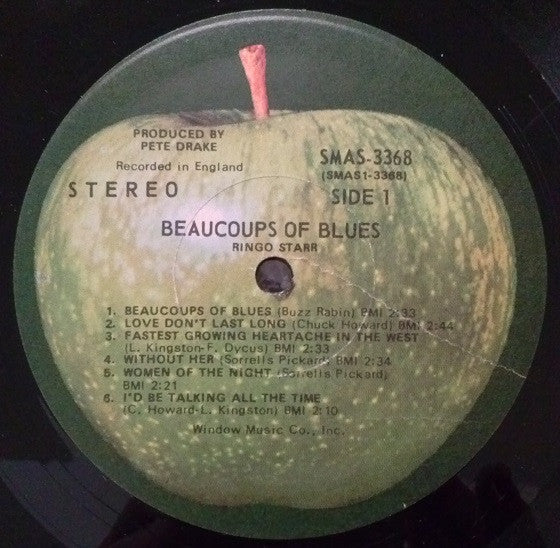 PRODUCED BY
PETE DRAKE
Recorded in England
STEREO
SMAS-3368
(SMAS1-3368)
SIDE 1
BEAUCOUPS OF BLUES
RINGO STARR
1. BEAUCOUPS OF BLUES (Buzz Rabin) BMI 2:33
2. LOVE DON'T LAST LONG (Chuck Howard) BMI 2:44
3. FASTEST GROWING HEARTACHE IN THE WEST
(L. Kingston-F. Dycus) BMI 2:33
4. WITHOUT HER (Sorrells Pickard) BMI 2:34
5. WOMEN OF THE NIGHT (Sorrells Pickard)
BMI 2:21
6. I'D BE TALKING ALL THE TIME
(C. Howard-L. Kingston) BMI 2:10
Window Music Co., Inc.